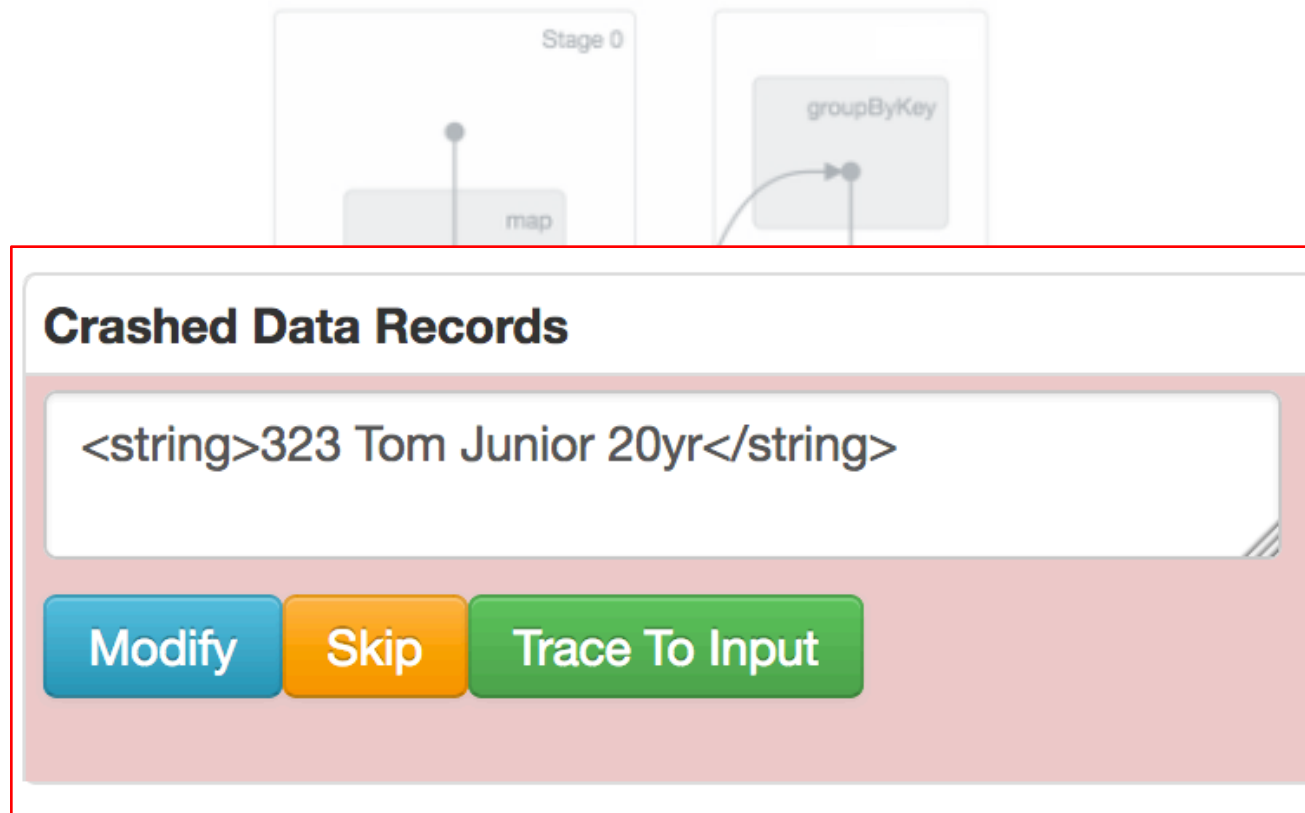 Stage 0
groupByKey
map
Crashed Data Records
<string>323 Tom Junior 20yr</string>
Modify Skip Trace To Input